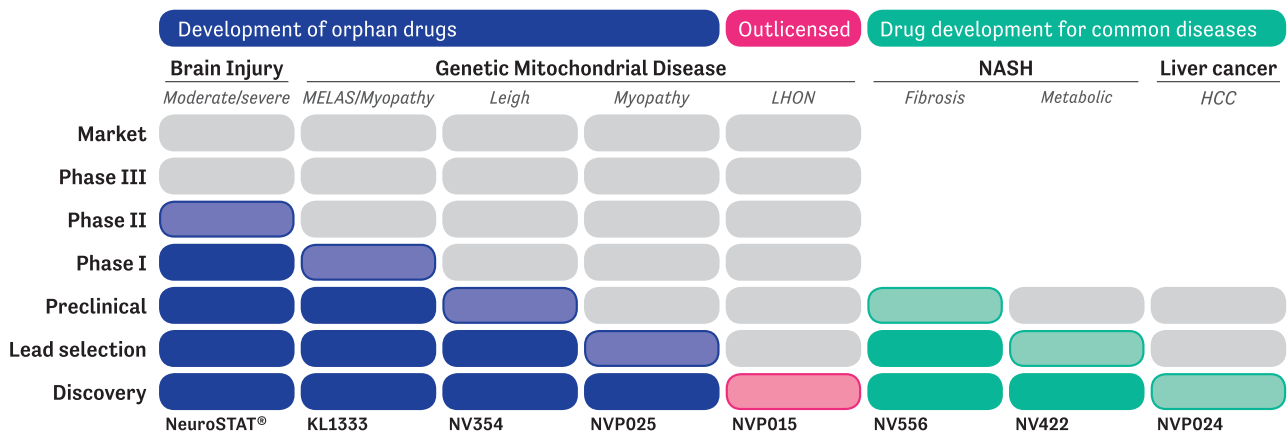 Development of orphan drugs Outlicensed Drug development for common diseases
Brain Injury Genetic Mitochondrial Disease NASH Liver cancer
Moderate/severe MELAS/Myopathy Leigh Myopathy LHON Fibrosis Metabolic HCC
Market
Phase III
Phase II
Phase I
Preclinical
Lead selection
Discovery
NeuroSTAT® KL1333 NV354 NVP025 NVP015 NV556 NV422 NVP024